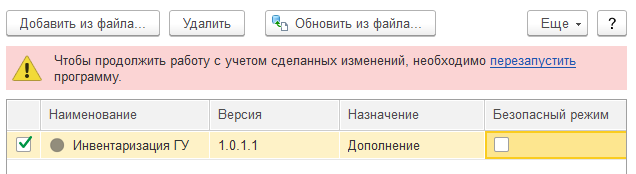 Добавить из файла... Удалить Обновить из файла... Еще ?
Чтобы продолжить работу с учетом сделанных изменений, необходимо перезапустить
программу.
Наименование Версия Назначение Безопасный режим
Инвентаризация ГУ 1.0.1.1 Дополнение